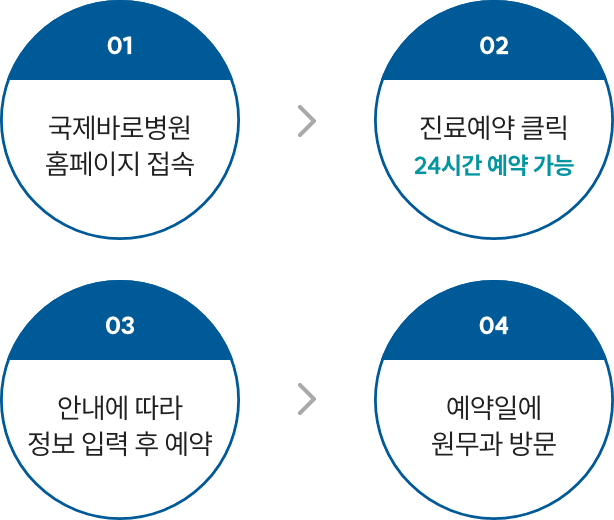 01
국제바로병원
홈페이지 접속
02
진료예약 클릭
24시간 예약 가능
03
안내에 따라
정보 입력 후 예약
04
예약일에
원무과 방문